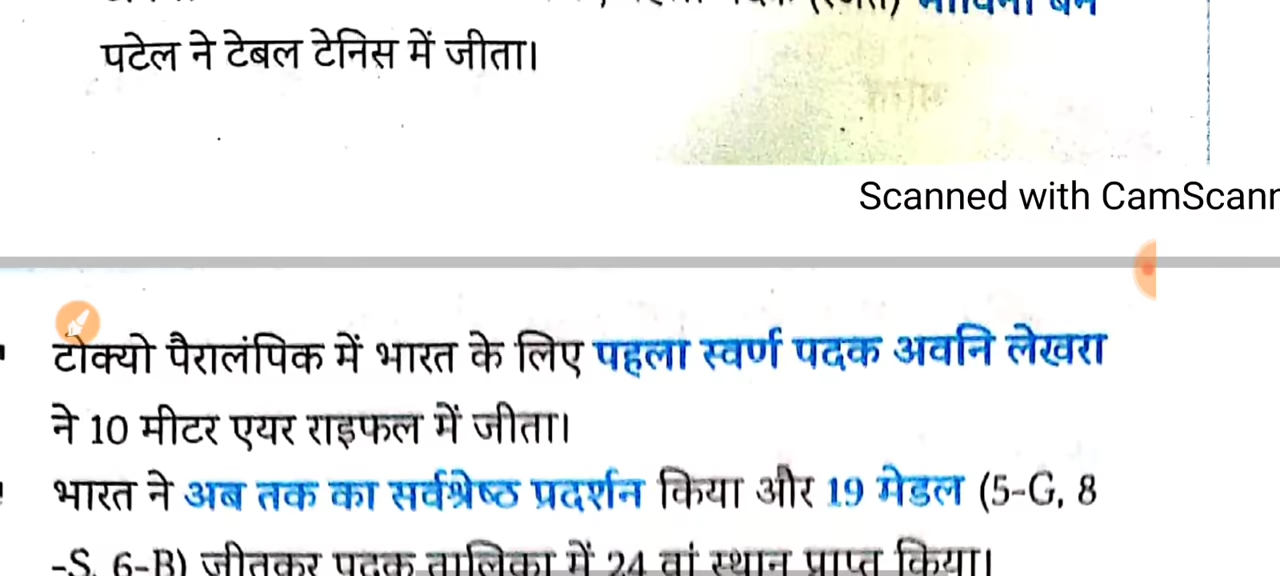 पटेल ने टेबल टेनिस में जीता।
Scanned with CamScann
टोक्यो पैरालंपिक में भारत के लिए पहला स्वर्ण पदक अवनि लेखरा
ने 10 मीटर एयर राइफल में जीता।
भारत ने अब तक का सर्वश्रेष्ठ प्रदर्शन किया और 19 मेडल (5-G, 8
-S, 6-B) जीतकर पदक तालिका में 24 वां स्थान प्राप्त किया।